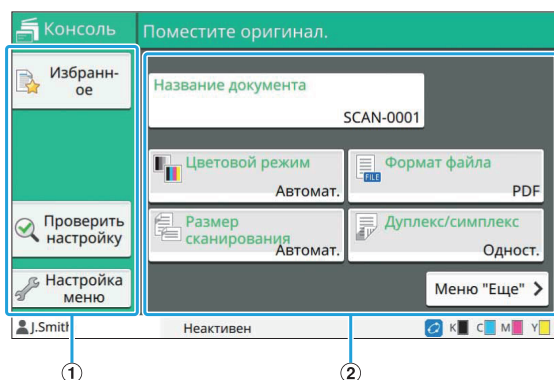 Консоль
Поместите оригинал.
Избранн-
ое
Название документа
SCAN-0001
Цветовой режим
Автомат.
Формат файла
FILE
PDF
Проверить
настройку
Размер
сканирования
Автомат.
Дуплекс/симплекс
Одност.
Настройка
меню
Меню "Еще"
J.Smith
Неактивен
K C M Y
1
2